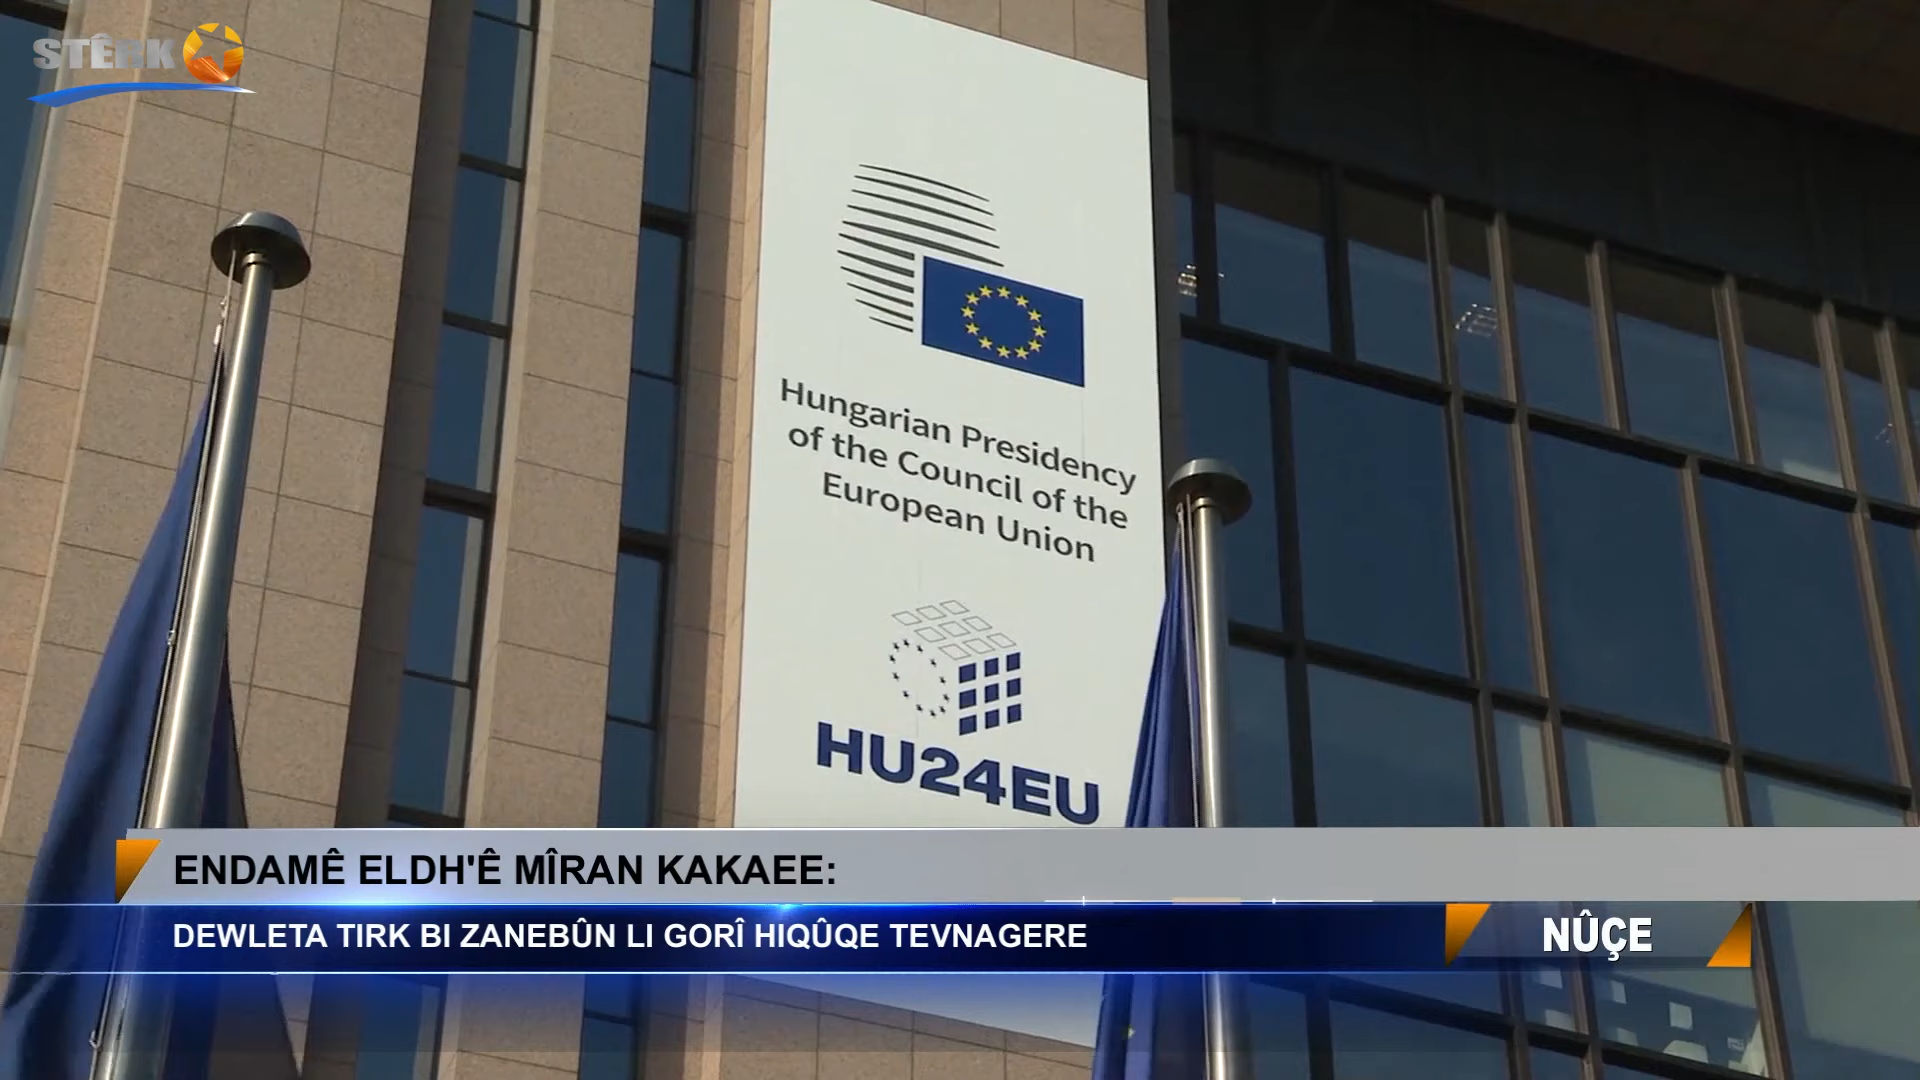 STÊRK
Hungarian Presidency
of the Council of the
European Union
HU24EU
ENDAMÊ ELDH'Ê MÎRAN KAKAEE:
DEWLETA TIRK BI ZANEBÛN LI GORÎ HIQÛQE TEVNAGERE
NÛÇE